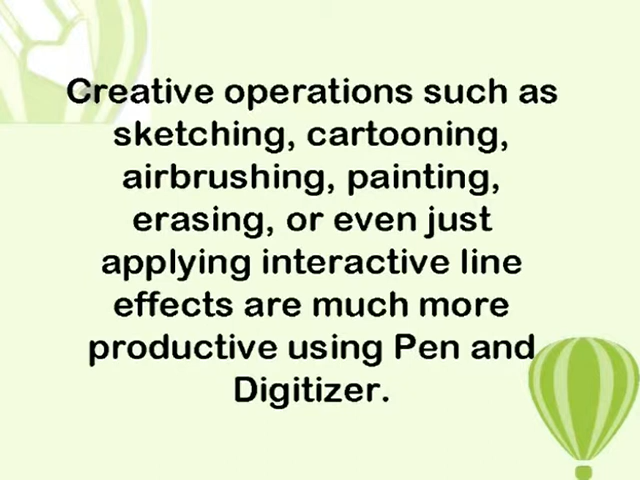 Creative operations such as
sketching, cartooning,
airbrushing, painting,
erasing, or even just
applying interactive line
effects are much more
productive using Pen and
Digitizer.